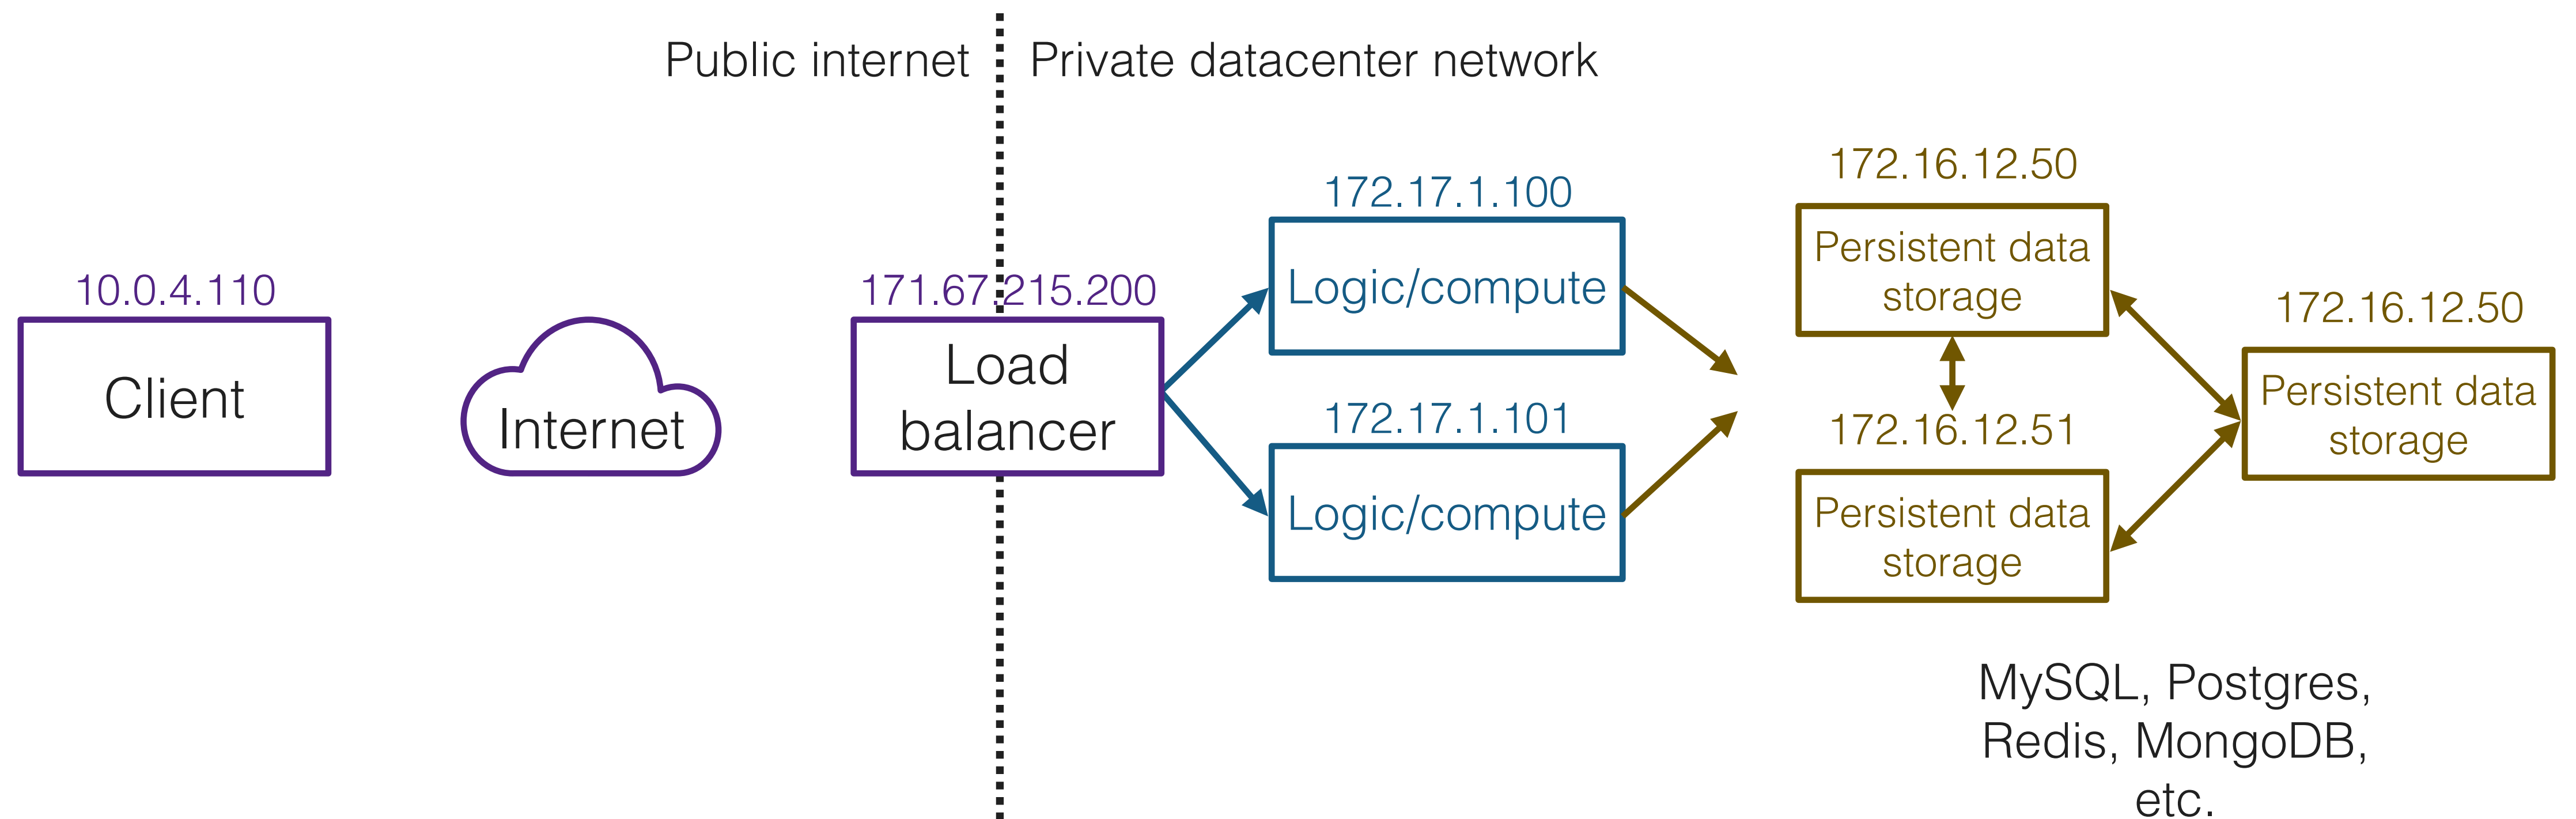 Public internet
Private datacenter network
10.0.4.110
Client
Internet
171.67.215.200
Load
balancer
172.17.1.100
Logic/compute
172.17.1.101
Logic/compute
172.16.12.50
Persistent data
storage
172.16.12.51
Persistent data
storage
172.16.12.50
Persistent data
storage
MySQL, Postgres,
Redis, MongoDB,
etc.